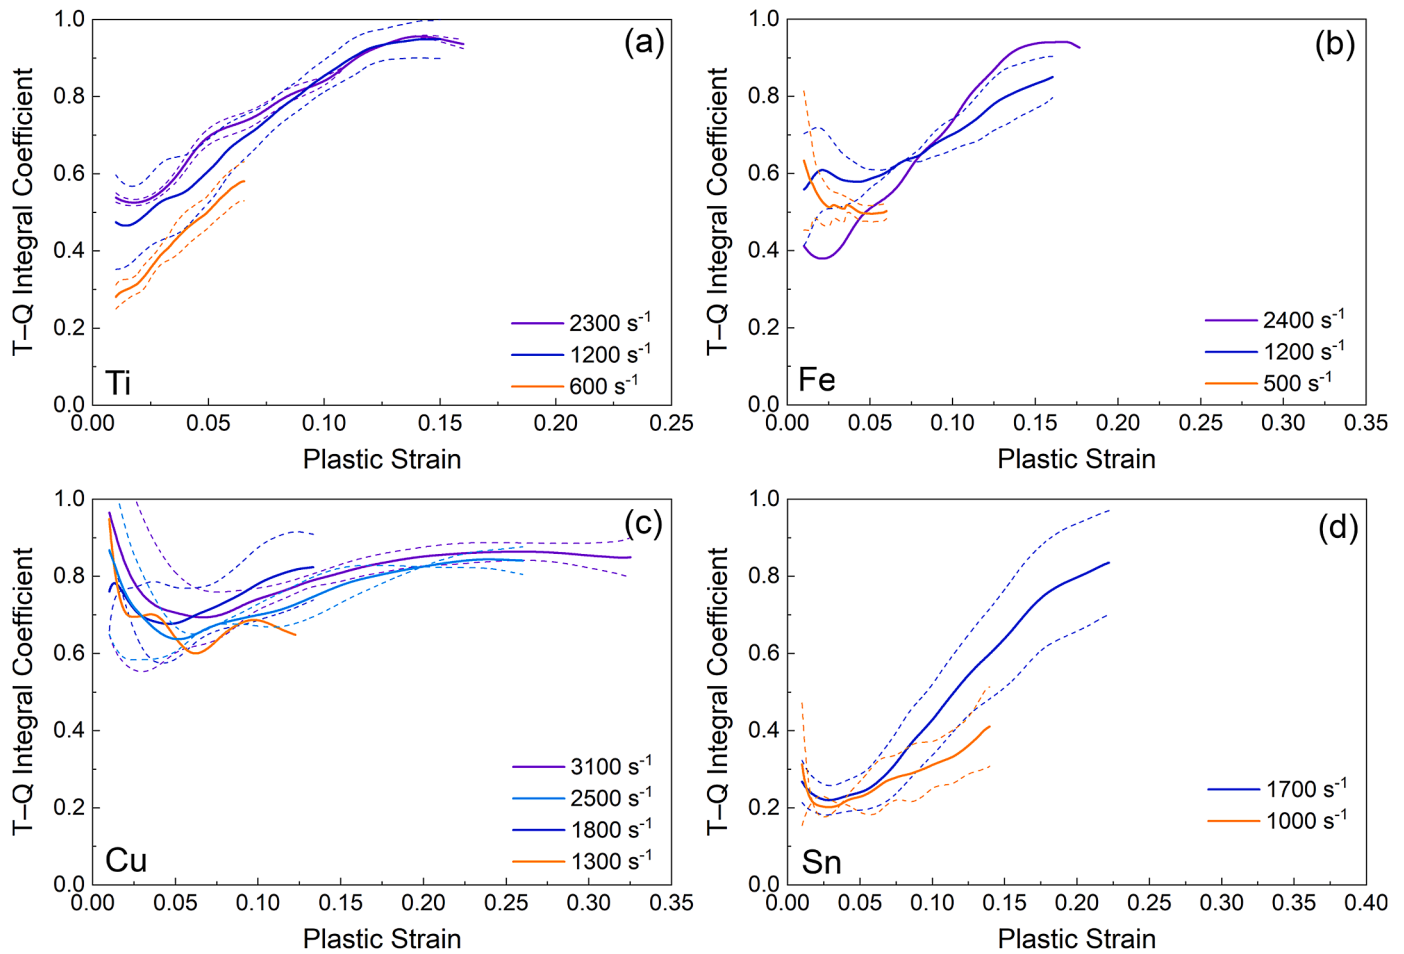 (a)
T–Q Integral Coefficient
1.0
0.8
0.6
0.4
0.2
0.0
2300 s⁻¹
1200 s⁻¹
600 s⁻¹
Ti
0.00 0.05 0.10 0.15 0.20 0.25
Plastic Strain
(b)
T–Q Integral Coefficient
1.0
0.8
0.6
0.4
0.2
0.0
2400 s⁻¹
1200 s⁻¹
500 s⁻¹
Fe
0.00 0.05 0.10 0.15 0.20 0.25 0.30 0.35
Plastic Strain
(c)
T–Q Integral Coefficient
1.0
0.8
0.6
0.4
0.2
0.0
3100 s⁻¹
2500 s⁻¹
1800 s⁻¹
1300 s⁻¹
Cu
0.00 0.05 0.10 0.15 0.20 0.25 0.30 0.35
Plastic Strain
(d)
T–Q Integral Coefficient
1.0
0.8
0.6
0.4
0.2
0.0
1700 s⁻¹
1000 s⁻¹
Sn
0.00 0.05 0.10 0.15 0.20 0.25 0.30 0.35 0.40
Plastic Strain